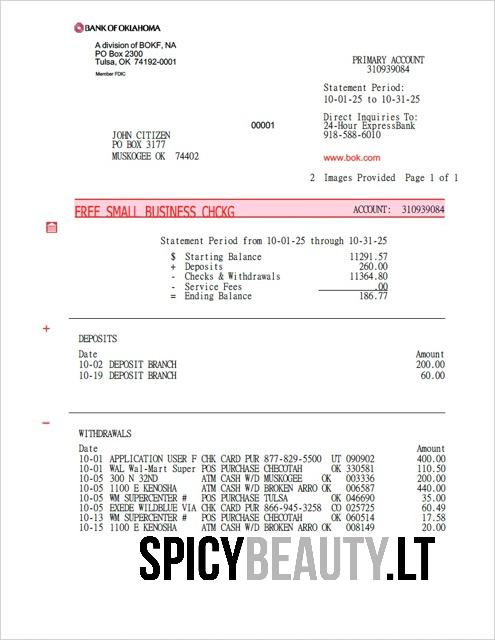 BANK OF OKLAHOMA
A division of BOKF, NA
PO Box 2300
Tulsa, OK 74192-0001
Member FDIC
PRIMARY ACCOUNT
310939084
Statement Period:
10-01-25 to 10-31-25
Direct Inquiries To:
24-Hour ExpressBank
918-588-6010
00001
JOHN CITIZEN
PO BOX 3177
MUSKOGEE OK 74402
www.bok.com
2 Images Provided Page 1 of 1
FREE SMALL BUSINESS CHCKG ACCOUNT: 310939084
Statement Period from 10-01-25 through 10-31-25
$ Starting Balance 11291.57
+ Deposits 260.00
- Checks & Withdrawals 11364.80
- Service Fees .00
= Ending Balance 186.77
+
DEPOSITS
Date Amount
10-02 DEPOSIT BRANCH 200.00
10-19 DEPOSIT BRANCH 60.00
-
WITHDRAWALS
Date Amount
10-01 APPLICATION USER F CHK CARD PUR 877-829-5500 UT 090902 400.00
10-01 WAL Wal-Mart Super POS PURCHASE CHECOTAH OK 330581 110.50
10-05 300 N 32ND ATM CASH W/D MUSKOGEE OK 003336 200.00
10-05 1100 E KENOSHA ATM CASH W/D BROKEN ARRO OK 006587 440.00
10-05 WM SUPERCENTER # POS PURCHASE TULSA OK 046690 35.00
10-05 EXEDE WILDBLUE VIA CHK CARD PUR 866-945-3258 CO 025725 60.49
10-13 WM SUPERCENTER # POS PURCHASE CHECOTAH OK 060514 17.58
10-15 1100 E KENOSHA ATM CASH W/D BROKEN ARRO OK 008149 20.00
SPICYBEAUTY.LT